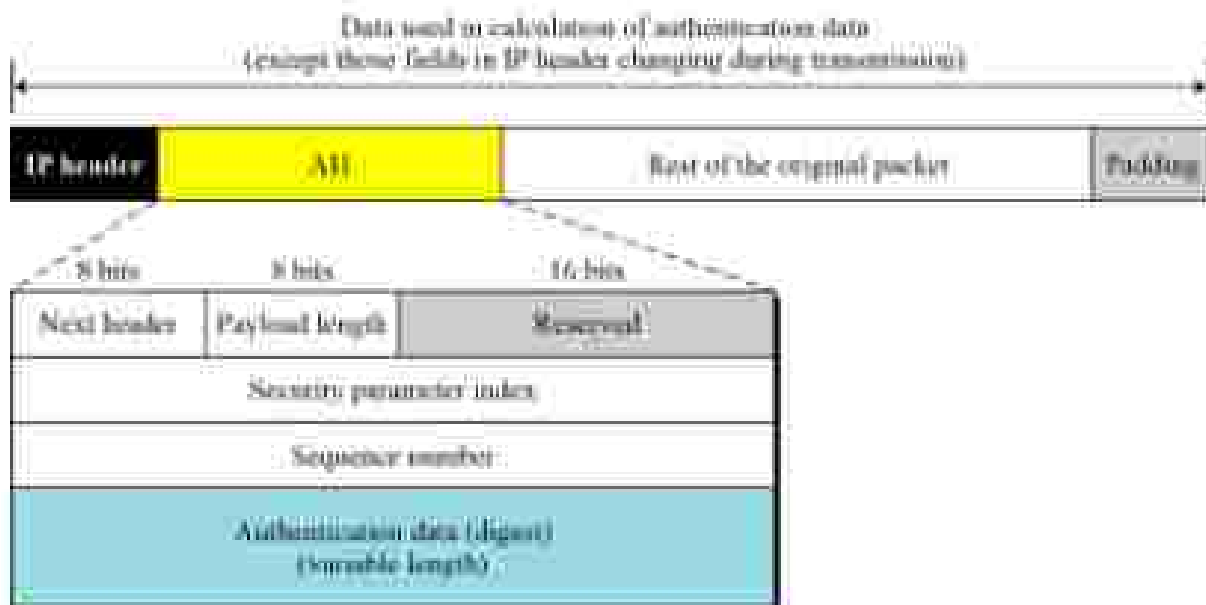 Data used in calculation of authentication data
(except those fields in IP header changing during transmission)
IP header
AH
Rest of the original packet
Padding
8 bits
8 bits
16 bits
Next header
Payload length
Reserved
Security parameter index
Sequence number
Authentication data (digest)
(variable length)